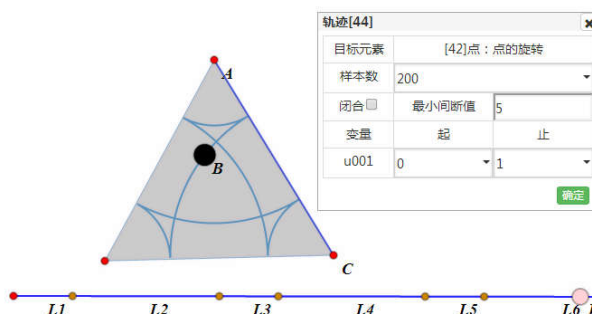 轨迹[44]
目标元素 [42]点：点的旋转
样本数 200
闭合 最小间断值 5
变量 起 止
u001 0 1
确定
A
B
C
L1 L2 L3 L4 L5 L6